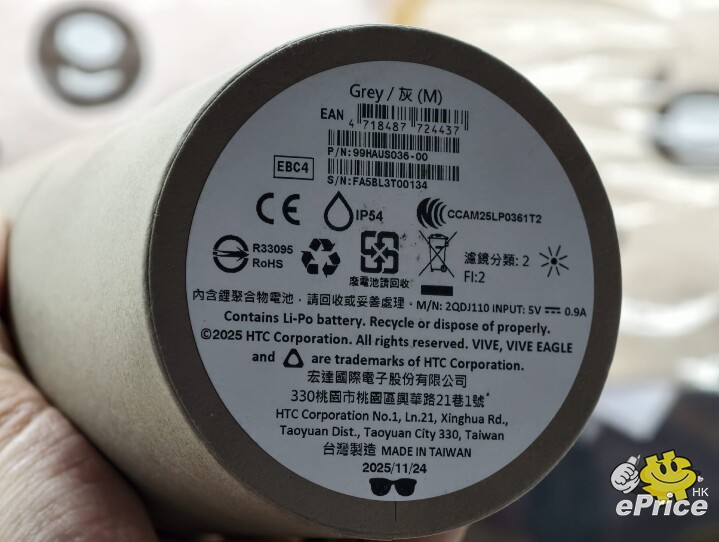 Grey / 灰 (M)
EAN
4 718487 724437
P/N:99HAUS036-00
EBC4
S/N:FA5BL3T00134
CE
IP54
CCAM25LP0361T2
R33095
RoHS
廢電池請回收
濾鏡分類: 2
FI:2
內含鋰聚合物電池，請回收或妥善處理。M/N: 2QDJ110 INPUT: 5V ⎓ 0.9A
Contains Li-Po battery. Recycle or dispose of properly.
©2025 HTC Corporation. All rights reserved. VIVE, VIVE EAGLE
and are trademarks of HTC Corporation.
宏達國際電子股份有限公司
330桃園市桃園區興華路21巷1號
HTC Corporation No.1, Ln.21, Xinghua Rd.,
Taoyuan Dist., Taoyuan City 330, Taiwan
台灣製造 MADE IN TAIWAN
2025/11/24
HK
ePrice